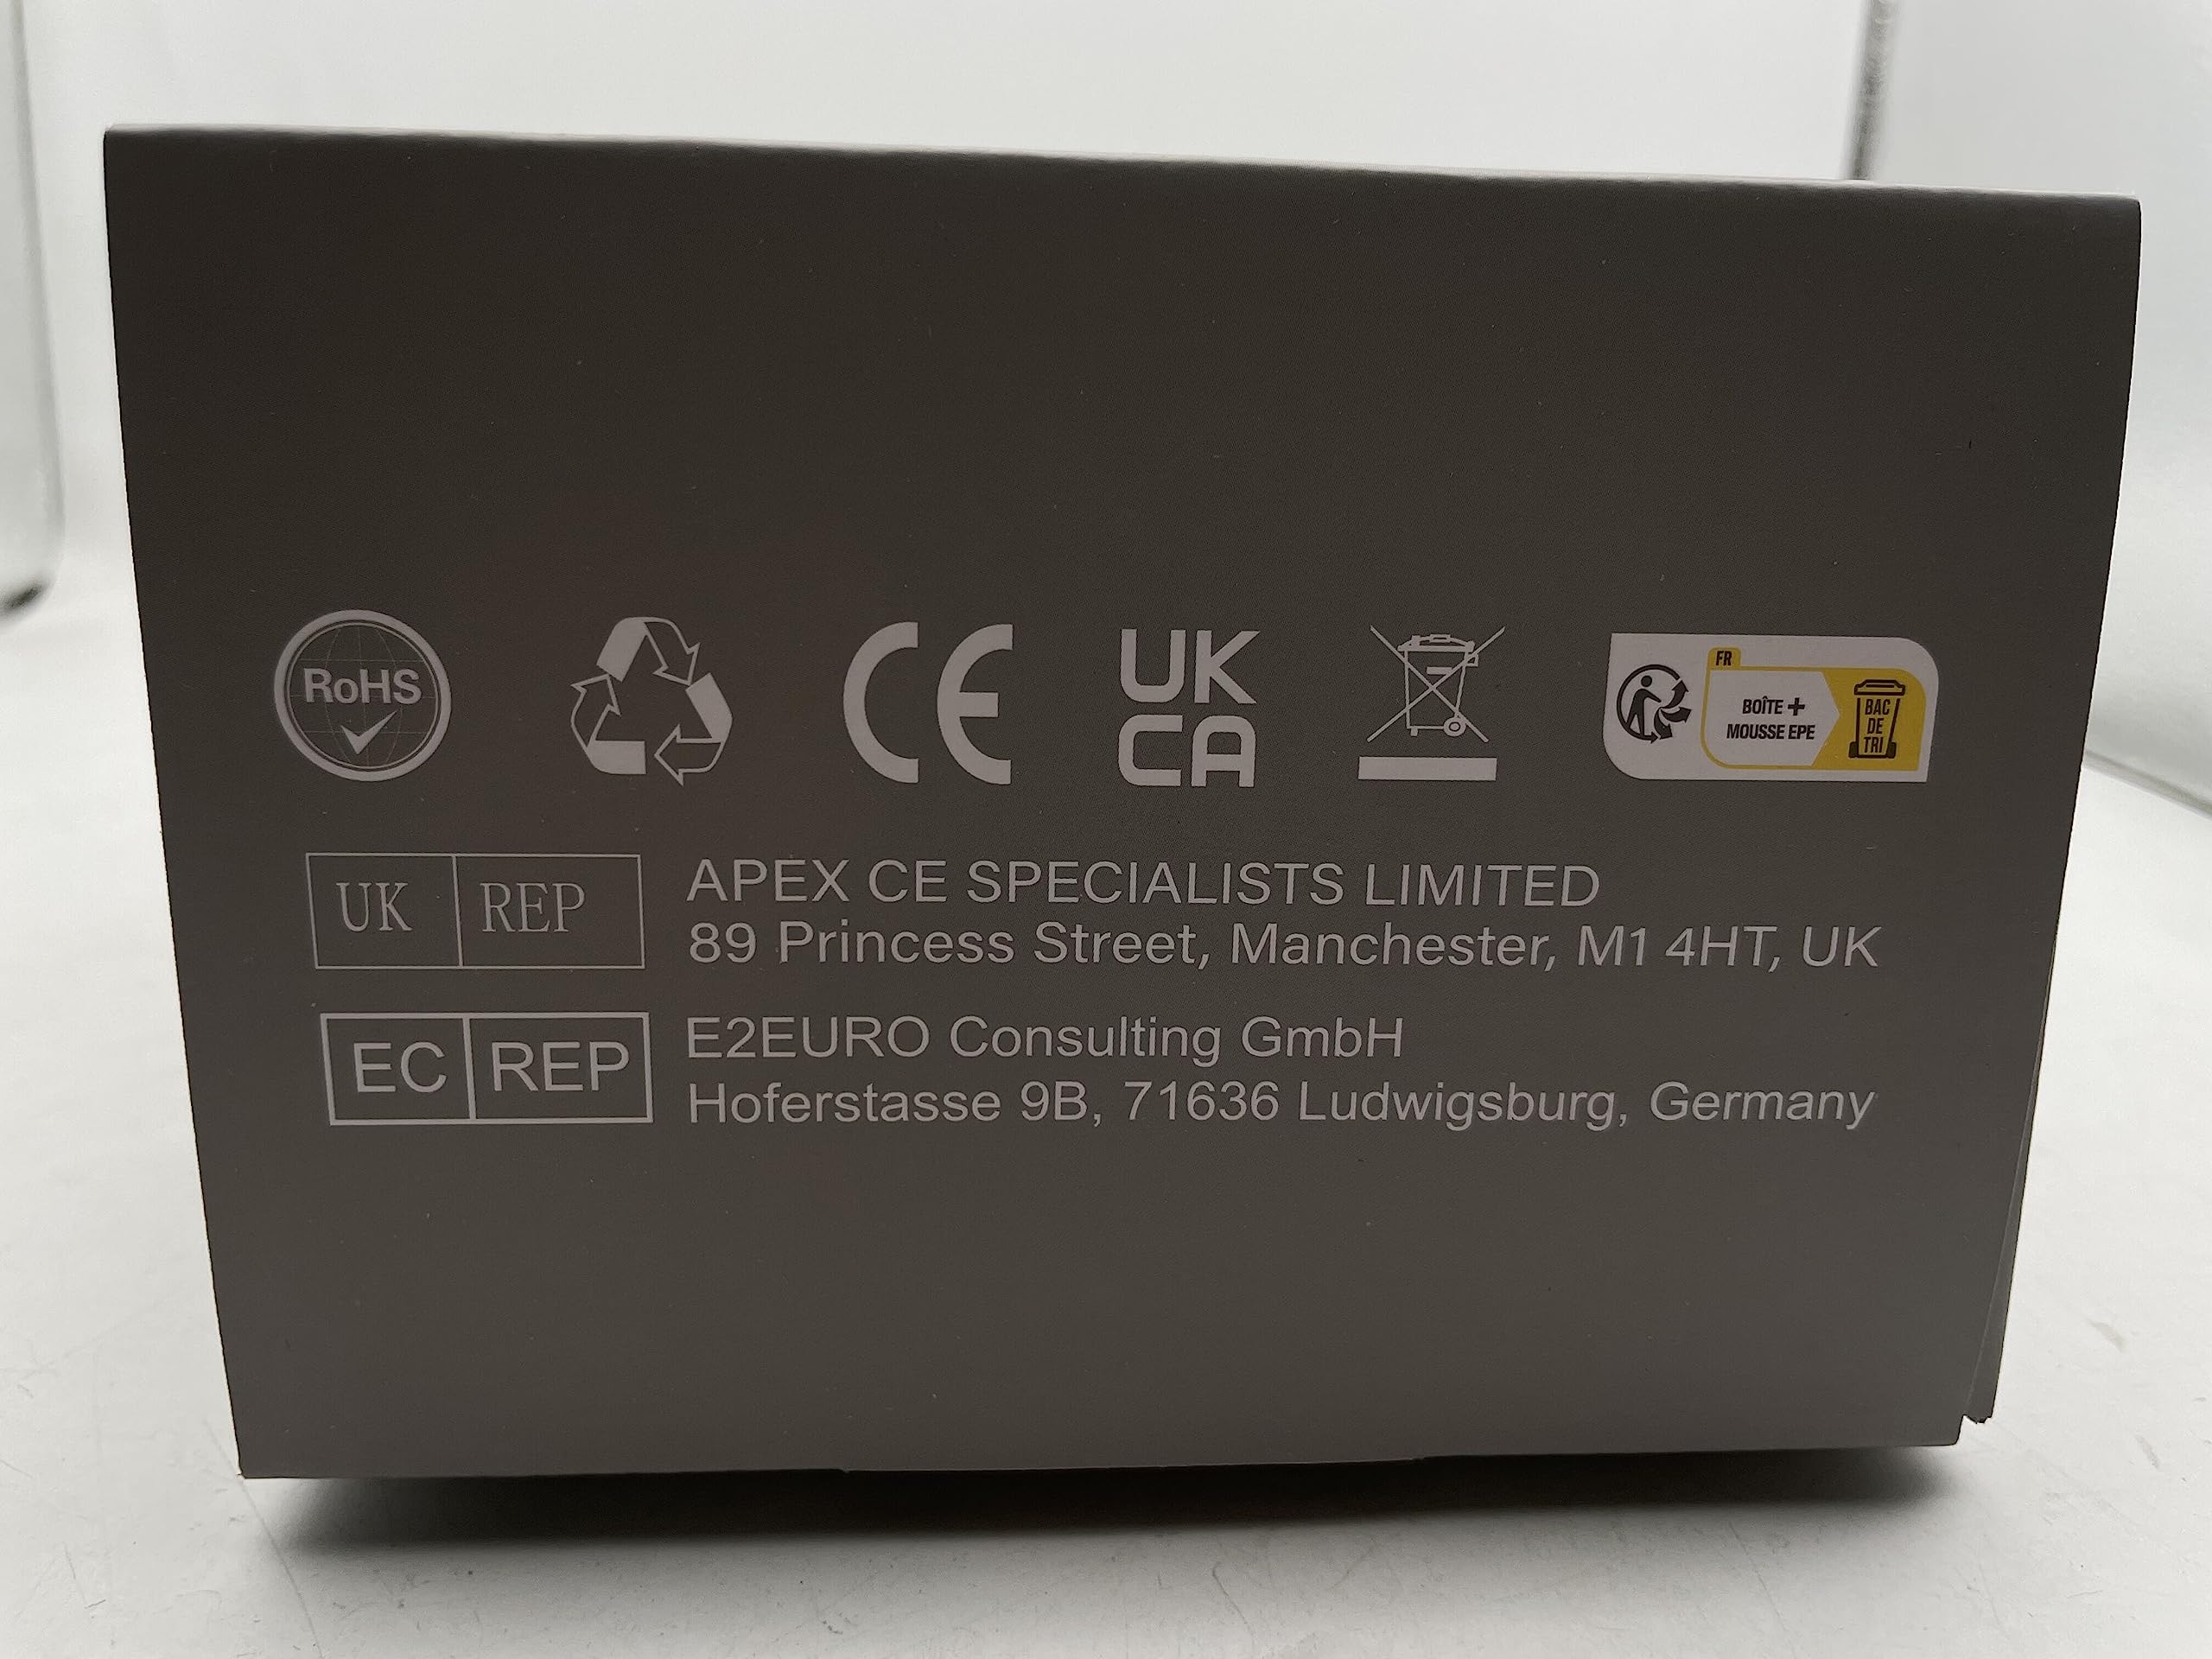 RoHS
CE
UK
CA
FR
BOÎTE +
MOUSSE EPE
BAC
DE
TRI
UK REP
APEX CE SPECIALISTS LIMITED
89 Princess Street, Manchester, M1 4HT, UK
EC REP
E2EURO Consulting GmbH
Hoferstasse 9B, 71636 Ludwigsburg, Germany